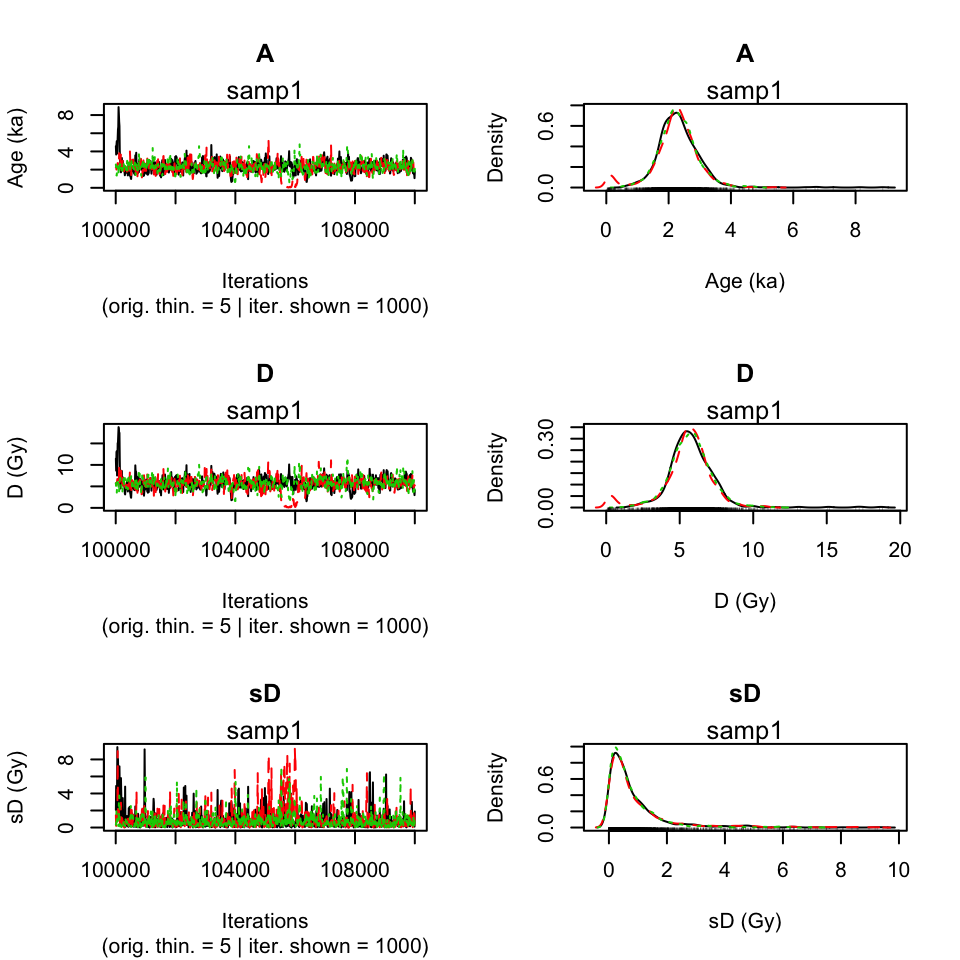 A
samp1
Age (ka)
0 4 8
100000 104000 108000
Iterations
(orig. thin. = 5 | iter. shown = 1000)
A
samp1
Density
0.0 0.6
0 2 4 6 8
Age (ka)
D
samp1
D (Gy)
0 10
100000 104000 108000
Iterations
(orig. thin. = 5 | iter. shown = 1000)
D
samp1
Density
0.00 0.30
0 5 10 15 20
D (Gy)
sD
samp1
sD (Gy)
0 4 8
100000 104000 108000
Iterations
(orig. thin. = 5 | iter. shown = 1000)
sD
samp1
Density
0.0 0.6
0 2 4 6 8 10
sD (Gy)